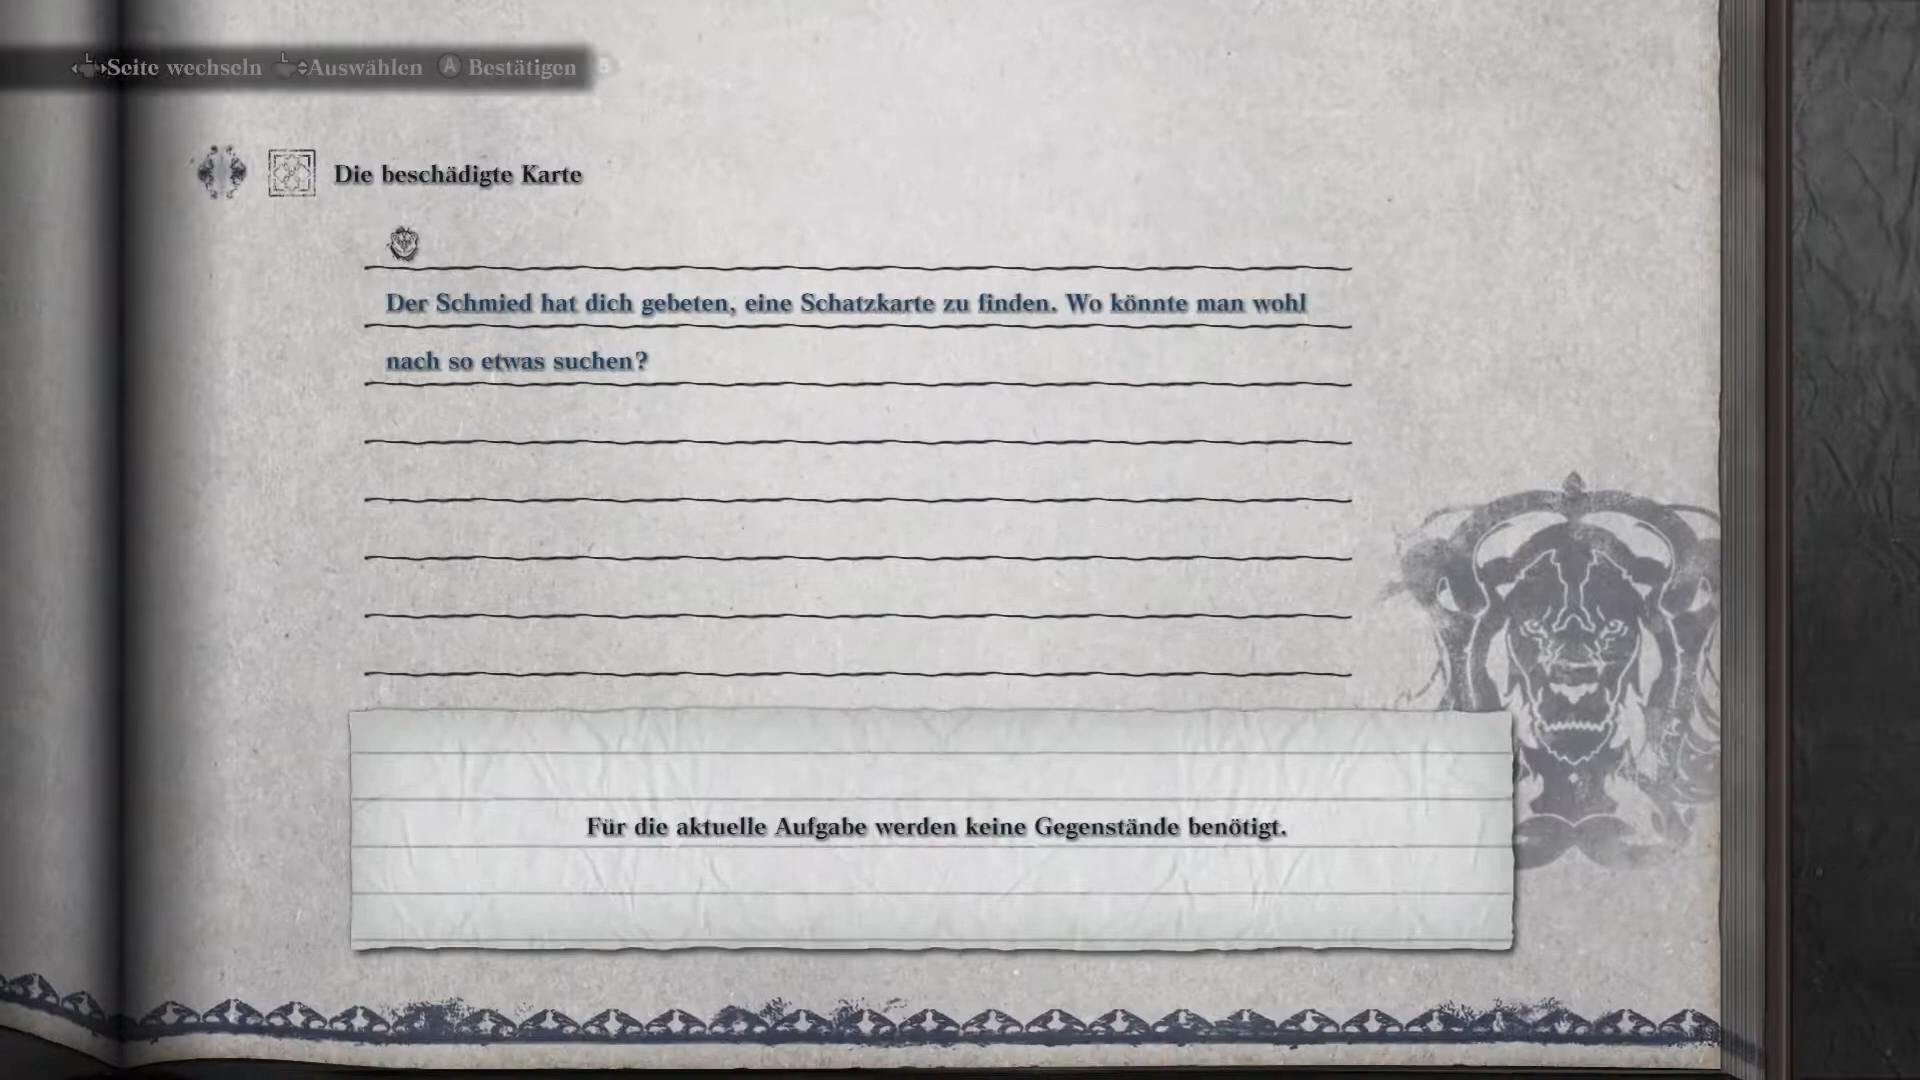 Seite wechseln Auswählen A Bestätigen B
Die beschädigte Karte
Der Schmied hat dich gebeten, eine Schatzkarte zu finden. Wo könnte man wohl
nach so etwas suchen?
Für die aktuelle Aufgabe werden keine Gegenstände benötigt.